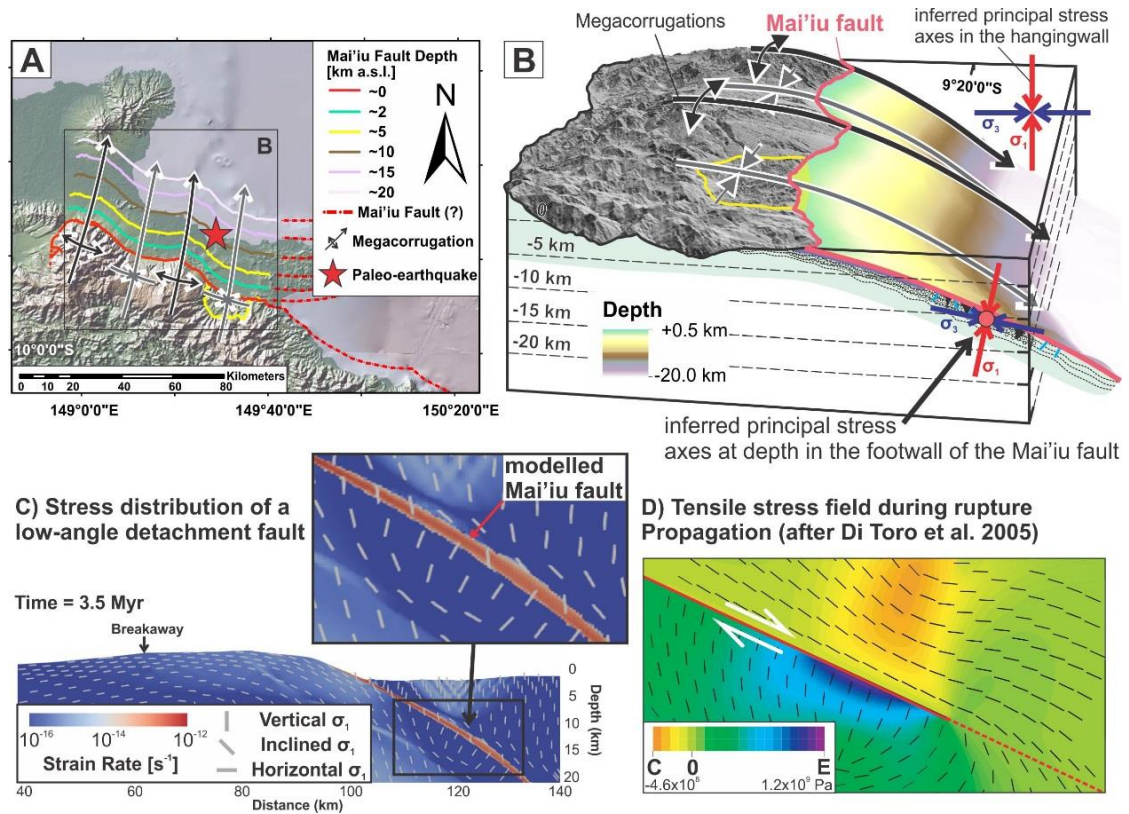 A
Mai'iu Fault Depth
[km a.s.l.]
~0
~2
~5
~10
~15
~20
Mai'iu Fault (?)
Megacorrugation
Paleo-earthquake
N
B
10°0'0"S
0 10 20 40 60 80
Kilometers
149°0'0"E 149°40'0"E 150°20'0"E
B
Megacorrugations
Mai'iu fault
inferred principal stress
axes in the hangingwall
9°20'0"S
σ3
σ1
0
-5 km
-10 km
-15 km
-20 km
Depth
+0.5 km
-20.0 km
σ3
σ1
inferred principal stress
axes at depth in the footwall of the Mai'iu fault
C) Stress distribution of a
low-angle detachment fault
modelled
Mai'iu fault
Time = 3.5 Myr
Breakaway
0
5
10
15
20
Depth
(km)
10-16 10-14 10-12
Strain Rate [s-1]
Vertical σ1
Inclined σ1
Horizontal σ1
40 60 80 100 120 140
Distance (km)
D) Tensile stress field during rupture
Propagation (after Di Toro et al. 2005)
C 0 E
1.2x10⁹ Pa